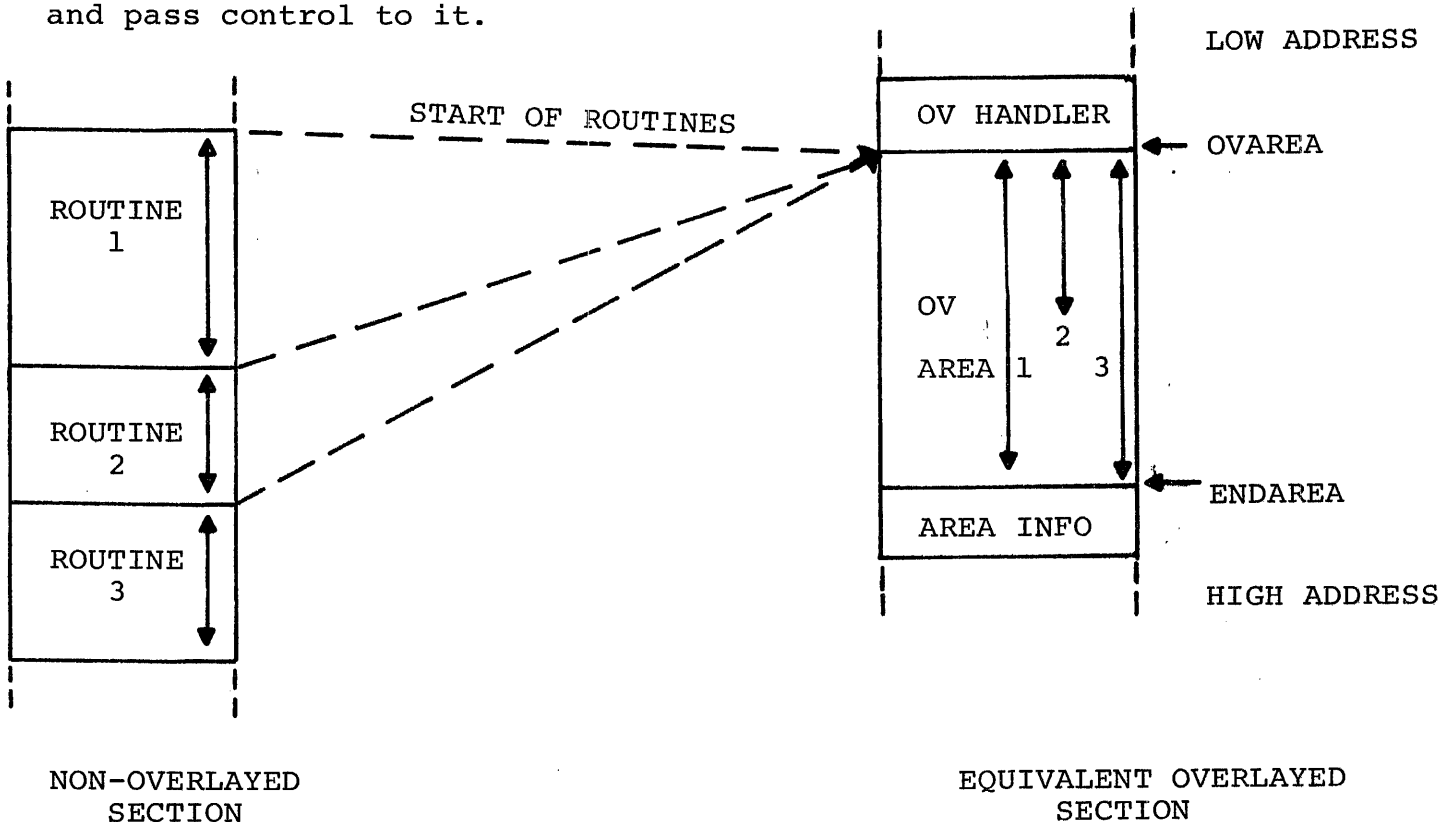 and pass control to it.
LOW ADDRESS
START OF ROUTINES
OV HANDLER
OVAREA
ROUTINE
1
OV
2
AREA 1 3
ROUTINE
2
ENDAREA
AREA INFO
ROUTINE
3
HIGH ADDRESS
NON-OVERLAYED
SECTION
EQUIVALENT OVERLAYED
SECTION